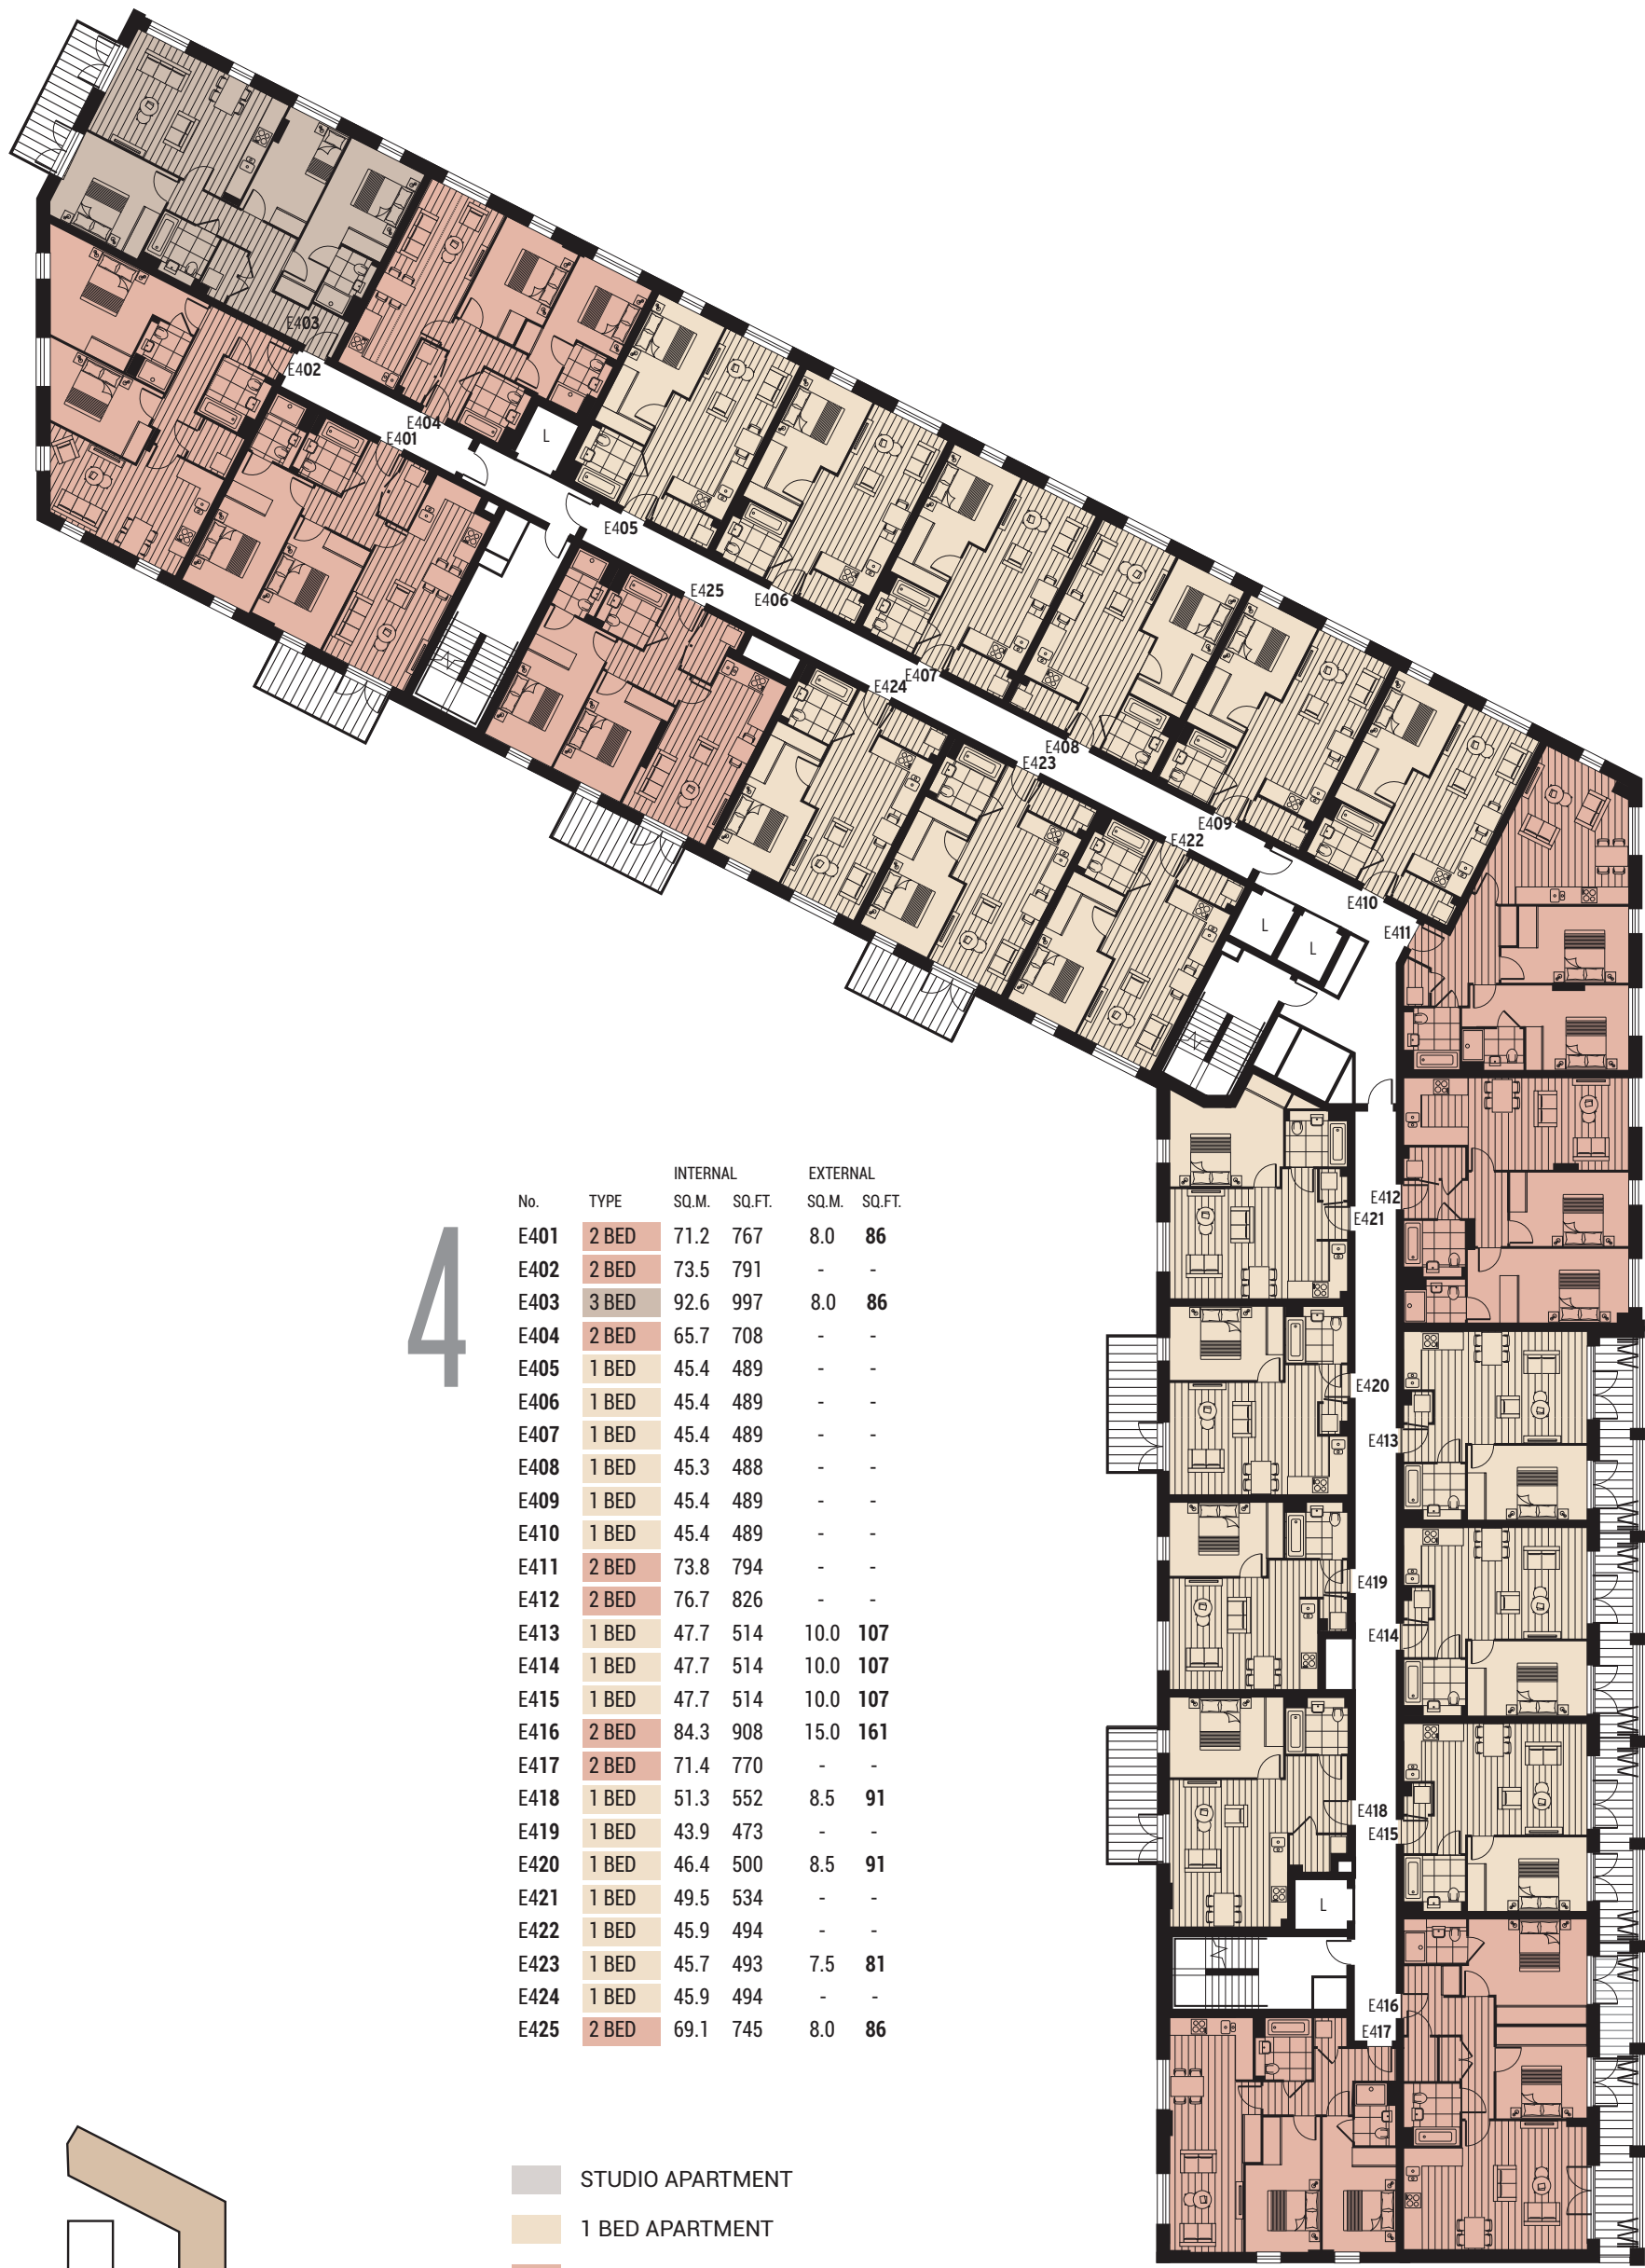 E403
E402
E404
E401
L
E405
E425
E406
E407
E424
E408
E423
E409
E422
E410
L
L
E411
E412
E421
E420
E413
E419
E414
E418
E415
L
E416
E417
4
INTERNAL EXTERNAL
No. TYPE SQ.M. SQ.FT. SQ.M. SQ.FT.
E401 2 BED 71.2 767 8.0 86
E402 2 BED 73.5 791 - -
E403 3 BED 92.6 997 8.0 86
E404 2 BED 65.7 708 - -
E405 1 BED 45.4 489 - -
E406 1 BED 45.4 489 - -
E407 1 BED 45.4 489 - -
E408 1 BED 45.3 488 - -
E409 1 BED 45.4 489 - -
E410 1 BED 45.4 489 - -
E411 2 BED 73.8 794 - -
E412 2 BED 76.7 826 - -
E413 1 BED 47.7 514 10.0 107
E414 1 BED 47.7 514 10.0 107
E415 1 BED 47.7 514 10.0 107
E416 2 BED 84.3 908 15.0 161
E417 2 BED 71.4 770 - -
E418 1 BED 51.3 552 8.5 91
E419 1 BED 43.9 473 - -
E420 1 BED 46.4 500 8.5 91
E421 1 BED 49.5 534 - -
E422 1 BED 45.9 494 - -
E423 1 BED 45.7 493 7.5 81
E424 1 BED 45.9 494 - -
E425 2 BED 69.1 745 8.0 86
STUDIO APARTMENT
1 BED APARTMENT